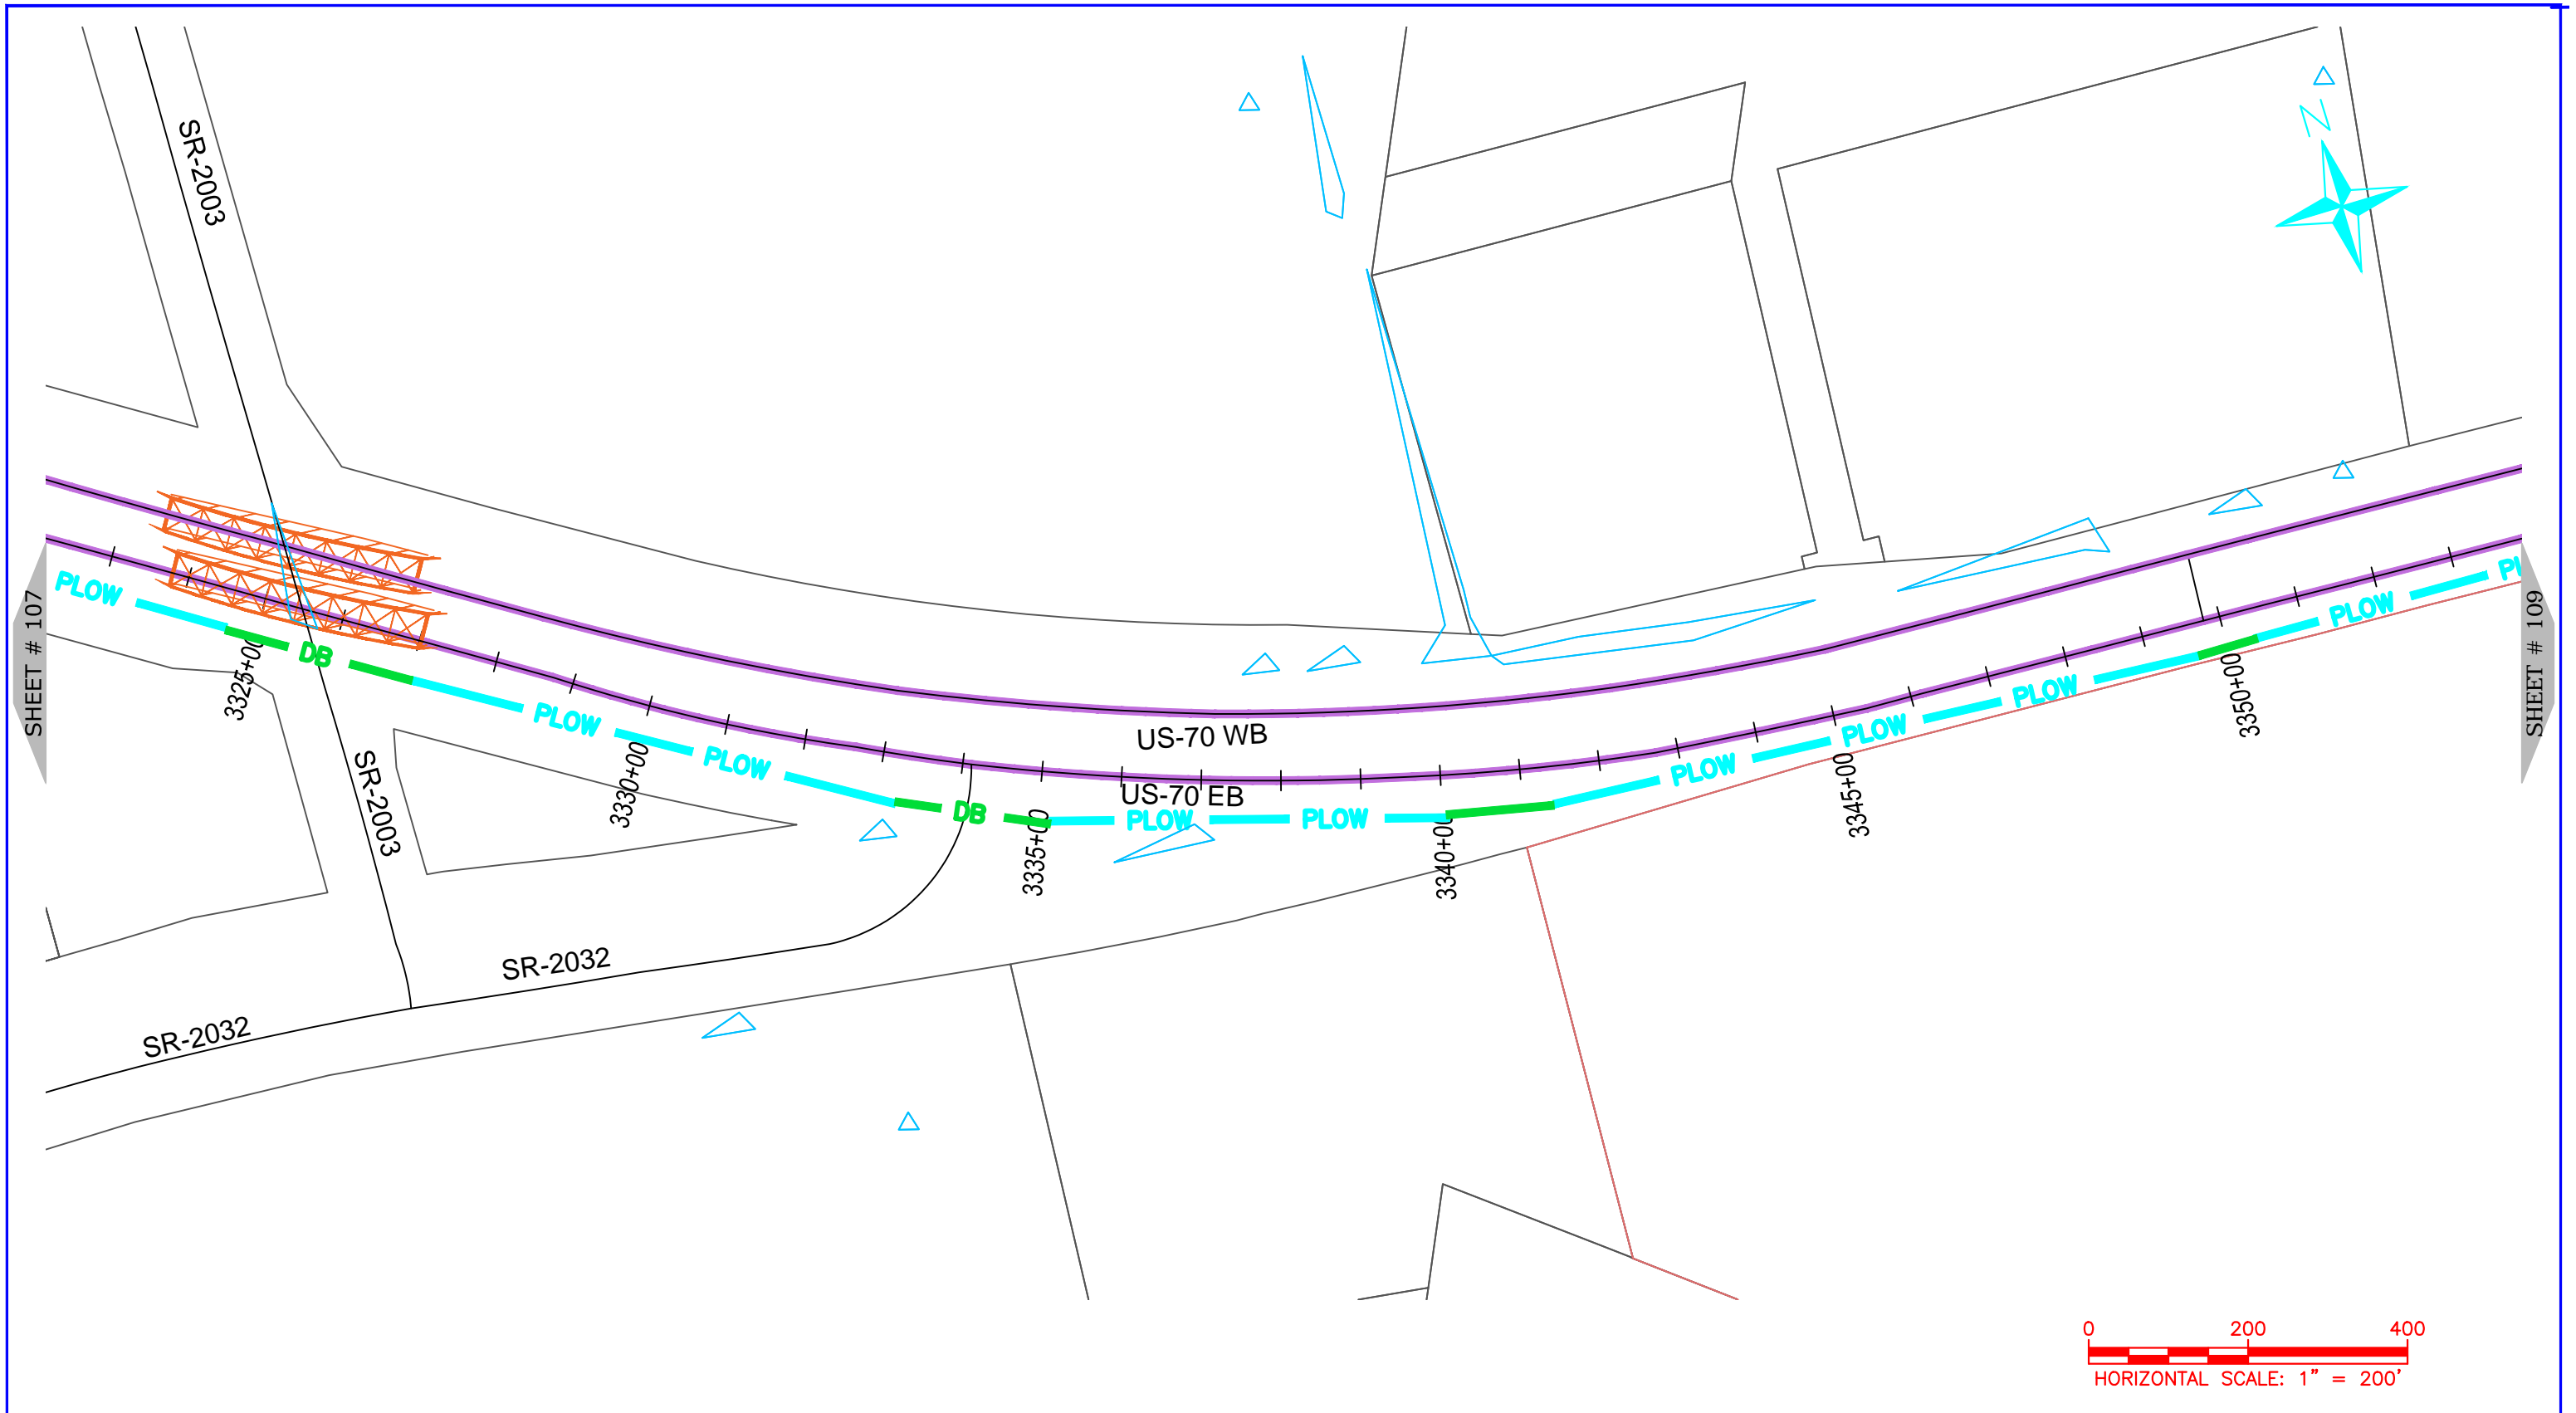 SR-2003
N
SHEET # 107
PLOW
DB
3325+00
SR-2003
PLOW
3330+00
PLOW
DB
3335+00
US-70 WB
US-70 EB
PLOW
PLOW
3340+00
PLOW
3345+00
PLOW
PLOW
3350+00
PLOW
PL
SHEET # 109
SR-2032
SR-2032
0 200 400
HORIZONTAL SCALE: 1" = 200'